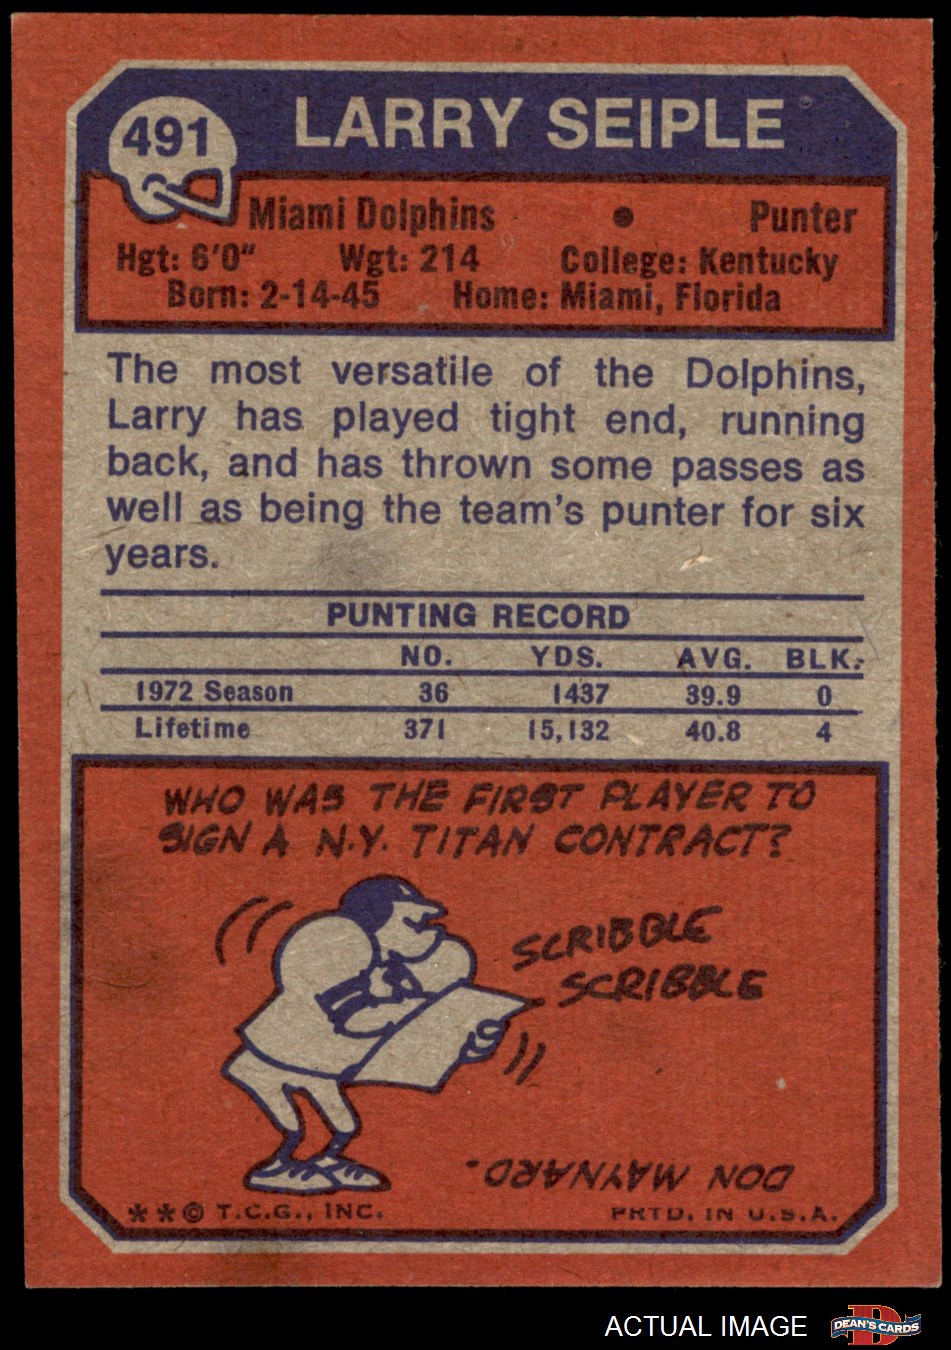 491
LARRY SEIPLE
Miami Dolphins • Punter
Hgt: 6'0" Wgt: 214 College: Kentucky
Born: 2-14-45 Home: Miami, Florida
The most versatile of the Dolphins,
Larry has played tight end, running
back, and has thrown some passes as
well as being the team's punter for six
years.
PUNTING RECORD
NO. YDS. AVG. BLK.
1972 Season 36 1437 39.9 0
Lifetime 371 15,132 40.8 4
WHO WAS THE FIRST PLAYER TO
SIGN A N.Y. TITAN CONTRACT?
SCRIBBLE
SCRIBBLE
DON MAYNARD.
**© T.C.G., INC. PRTD. IN U.S.A.
ACTUAL IMAGE
DEAN'S CARDS